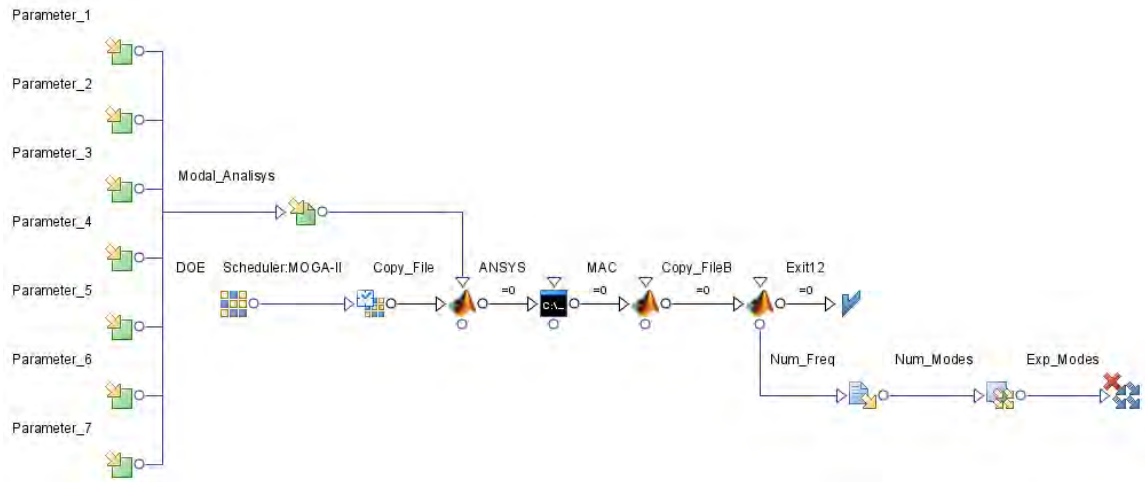 Parameter_1
Parameter_2
Parameter_3
Modal_Analisys
Parameter_4
DOE Scheduler:MOGA-II Copy_File ANSYS MAC Copy_FileB Exit12
Parameter_5
=0 =0 =0 =0
C:\_
Parameter_6
Num_Freq Num_Modes Exp_Modes
Parameter_7